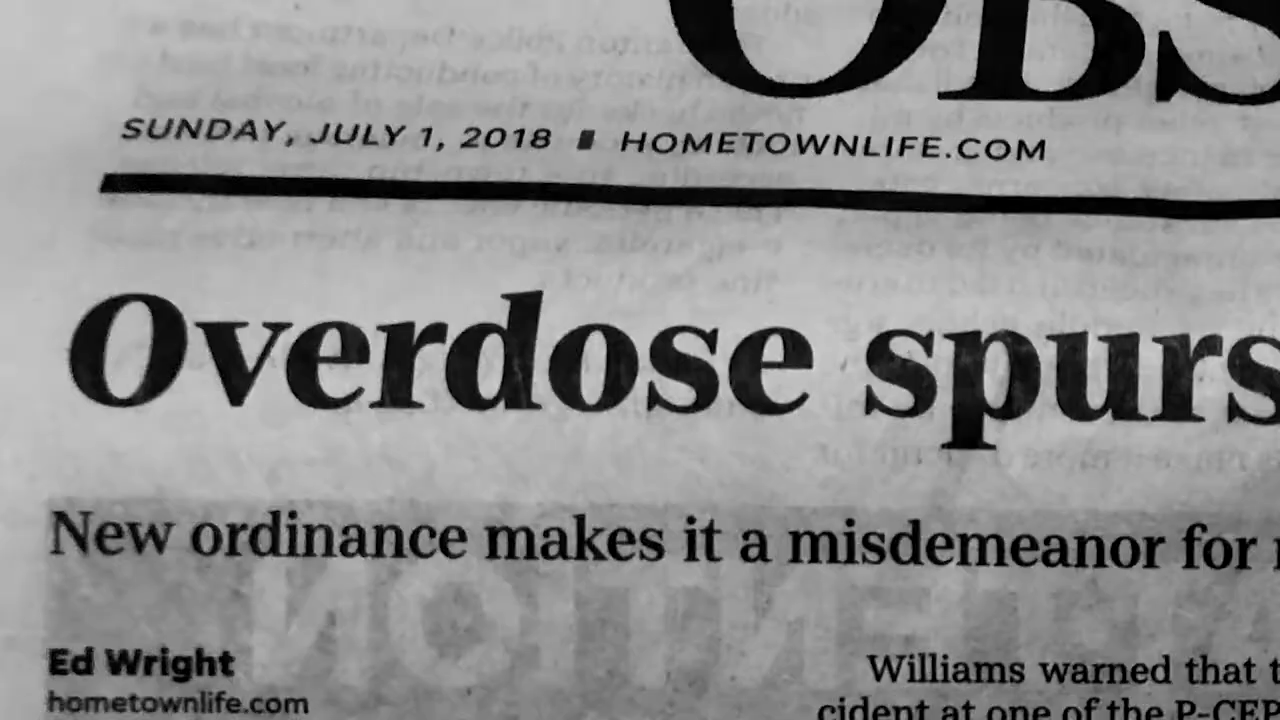 OBS
SUNDAY, JULY 1, 2018 ▮ HOMETOWNLIFE.COM
Overdose spurs
New ordinance makes it a misdemeanor for
Ed Wright
hometownlife.com
Williams warned that
cident at one of the P-CEP